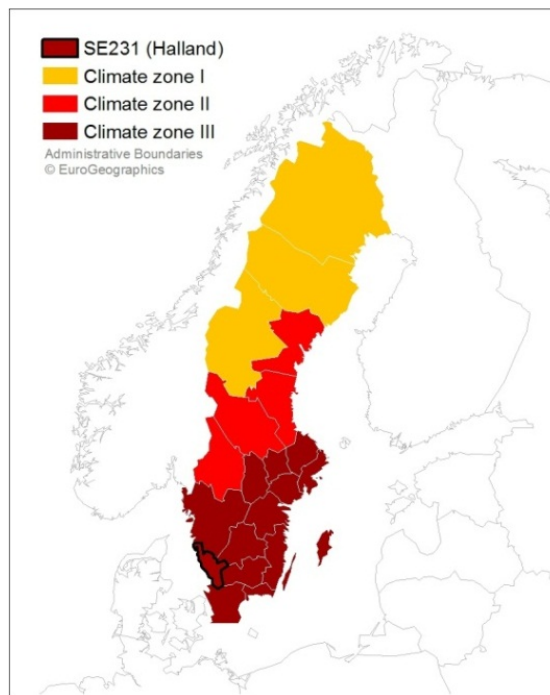 SE231 (Halland)
Climate zone I
Climate zone II
Climate zone III
Administrative Boundaries
© EuroGeographics